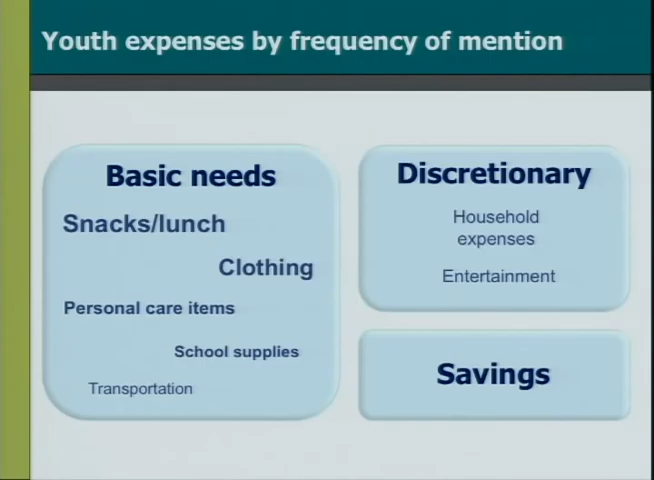 Youth expenses by frequency of mention
Basic needs
Snacks/lunch
Clothing
Personal care items
School supplies
Transportation
Discretionary
Household
expenses
Entertainment
Savings